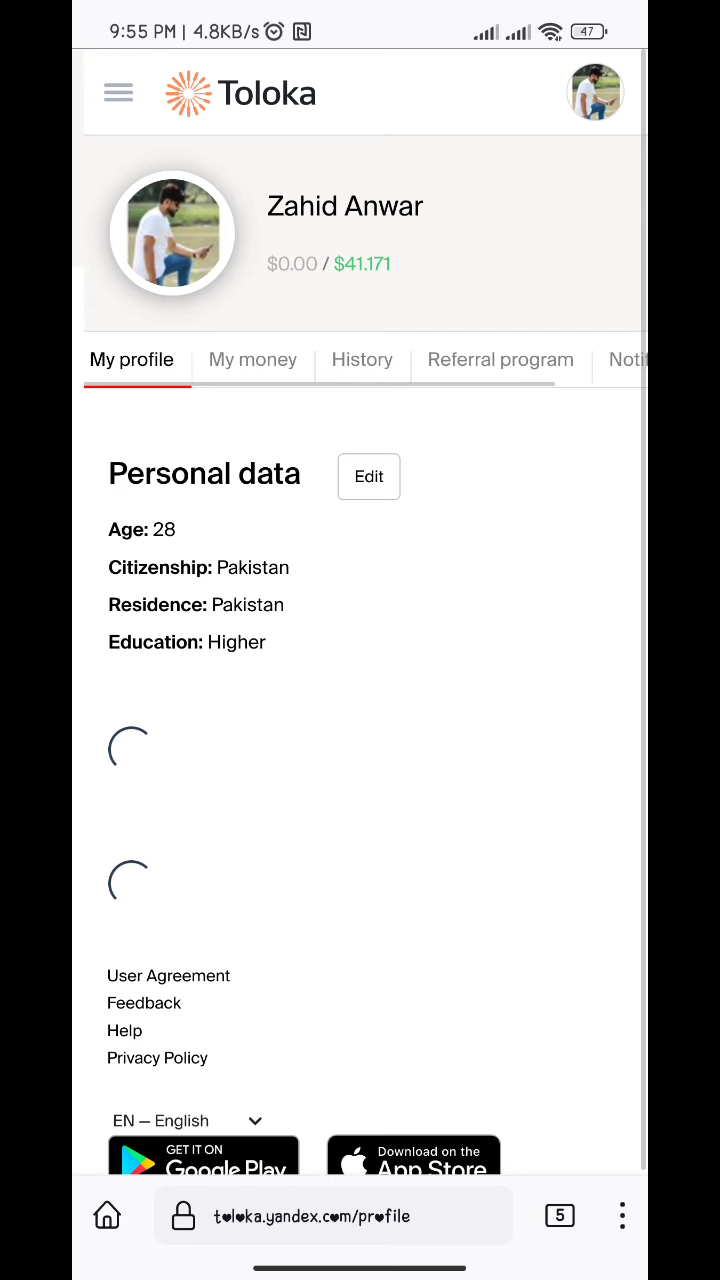 9:55 PM | 4.8KB/s
47
Toloka
Zahid Anwar
$0.00 / $41.171
My profile My money History Referral program Noti
Personal data Edit
Age: 28
Citizenship: Pakistan
Residence: Pakistan
Education: Higher
User Agreement
Feedback
Help
Privacy Policy
EN — English
GET IT ON Download on the
Google Play App Store
toloka.yandex.com/profile 5